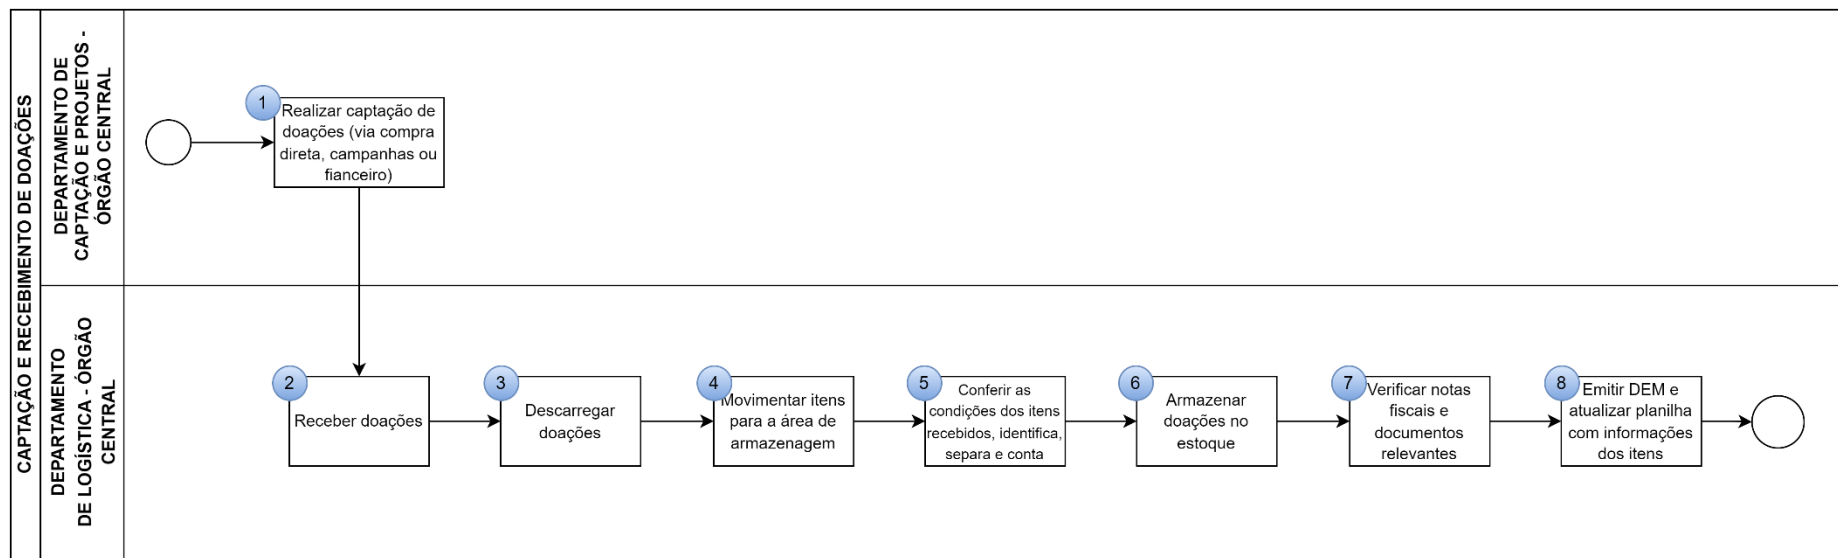 CAPTAÇÃO E RECEBIMENTO DE DOAÇÕES
DEPARTAMENTO DE
CAPTAÇÃO E PROJETOS -
ÓRGÃO CENTRAL
1
Realizar captação de
doações (via compra
direta, campanhas ou
fianceiro)
DEPARTAMENTO
DE LOGÍSTICA - ÓRGÃO
CENTRAL
2
Receber doações
3
Descarregar
doações
4
Movimentar itens
para a área de
armazenagem
5
Conferir as
condições dos itens
recebidos, identifica,
separa e conta
6
Armazenar
doações no
estoque
7
Verificar notas
fiscais e
documentos
relevantes
8
Emitir DEM e
atualizar planilha
com informações
dos itens